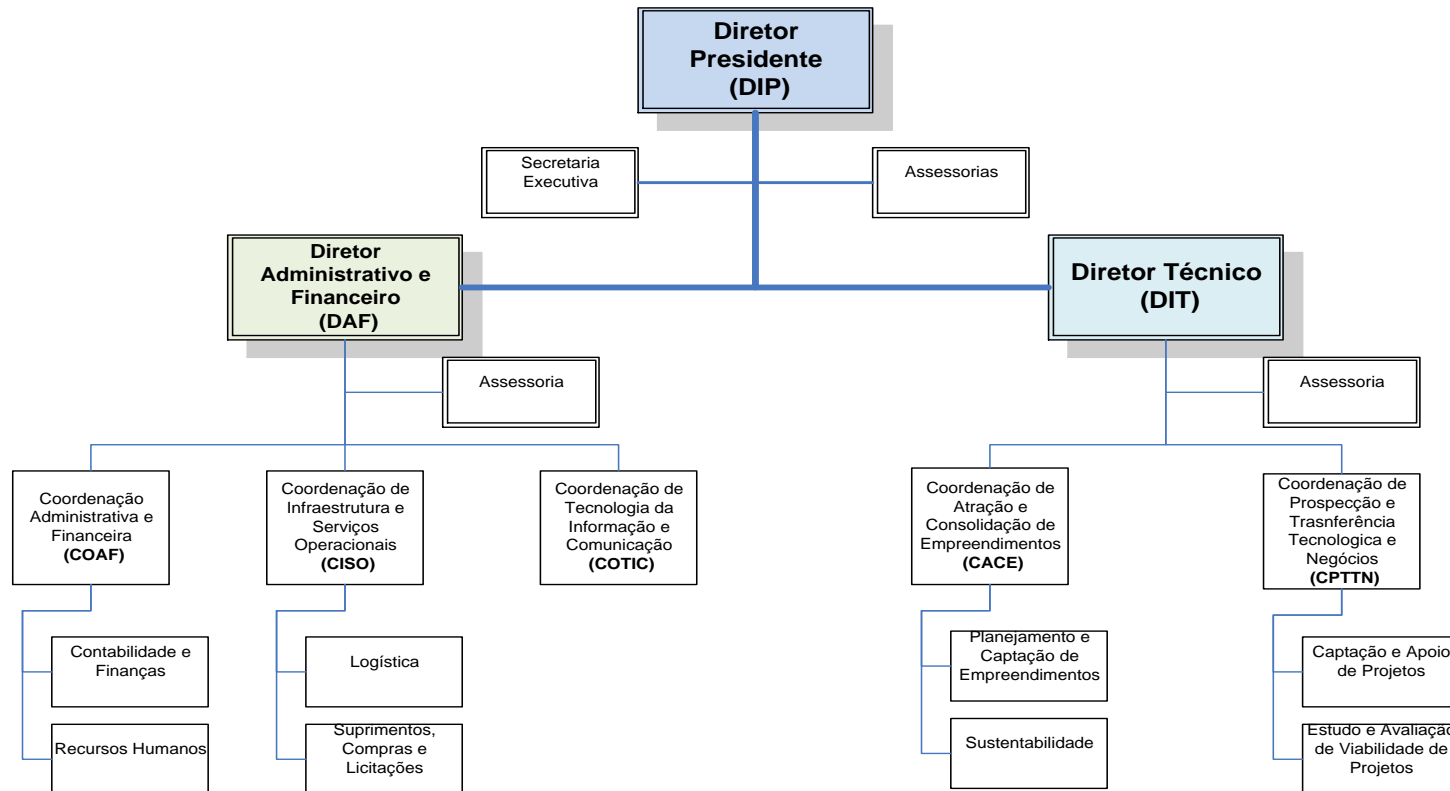 Diretor
Presidente
(DIP)
Secretaria
Executiva
Assessorias
Diretor
Administrativo e
Financeiro
(DAF)
Diretor Técnico
(DIT)
Assessoria
Assessoria
Coordenação
Administrativa e
Financeira
(COAF)
Coordenação de
Infraestrutura e
Serviços
Operacionais
(CISO)
Coordenação de
Tecnologia da
Informação e
Comunicação
(COTIC)
Coordenação de
Atração e
Consolidação de
Empreendimentos
(CACE)
Coordenação de
Prospecção e
Trasnferência
Tecnologica e
Negócios
(CPTTN)
Contabilidade e
Finanças
Logística
Planejamento e
Captação de
Empreendimentos
Captação e Apoio
de Projetos
Recursos Humanos
Suprimentos,
Compras e
Licitações
Sustentabilidade
Estudo e Avaliação
de Viabilidade de
Projetos